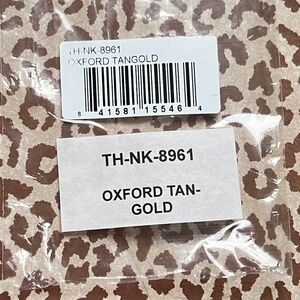 TH-NK-8961
OXFORD TANGOLD
8 41581 15546 4
TH-NK-8961
OXFORD TAN-
GOLD